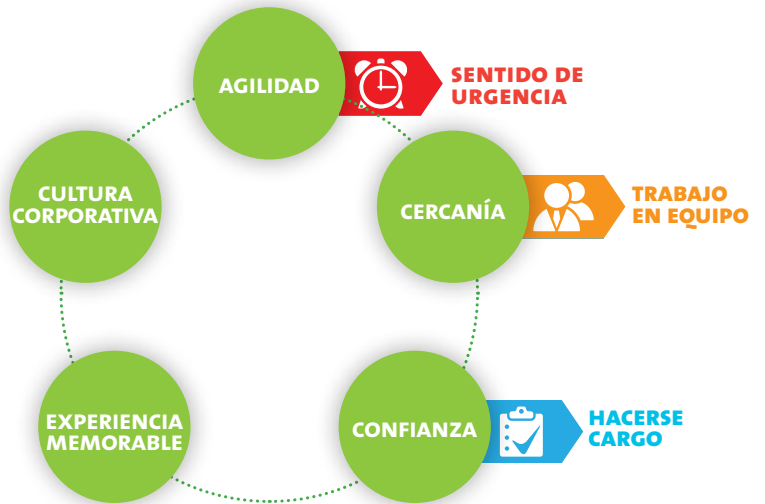 AGILIDAD
SENTIDO DE
URGENCIA
CULTURA
CORPORATIVA
CERCANÍA
TRABAJO
EN EQUIPO
EXPERIENCIA
MEMORABLE
CONFIANZA
HACERSE
CARGO